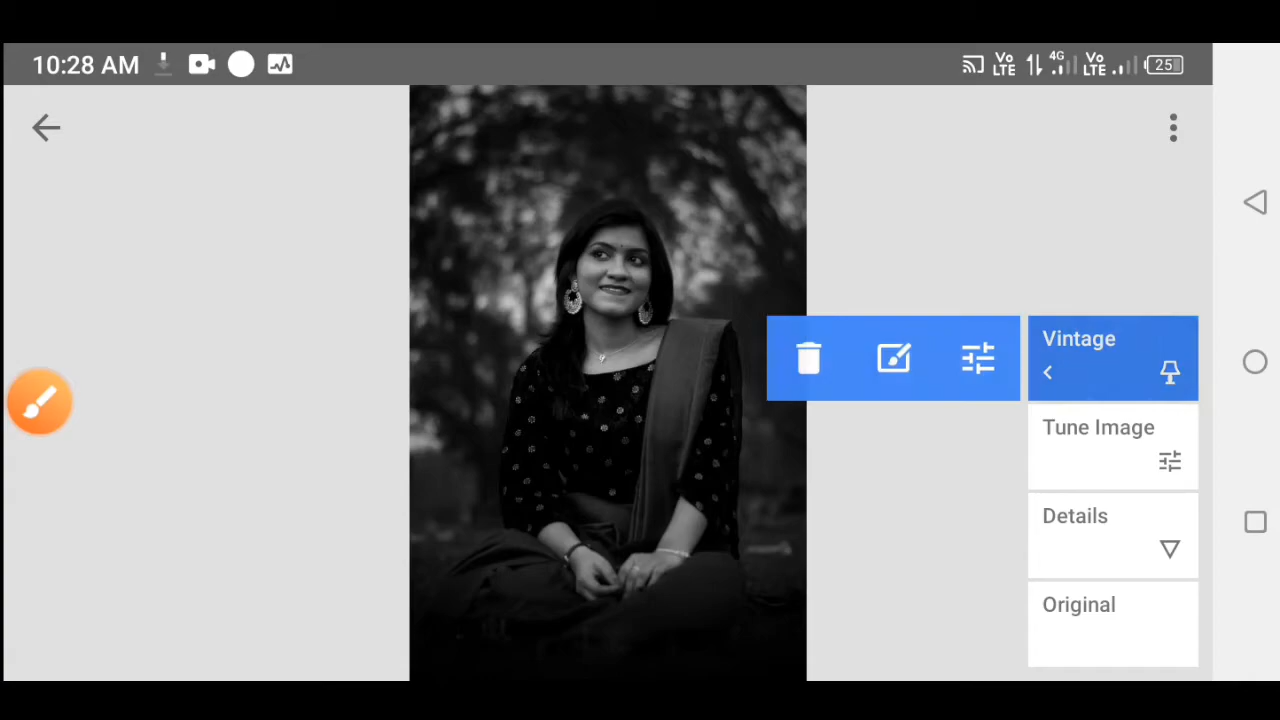 10:28 AM
Vo LTE 4G Vo LTE 25
Vintage
Tune Image
Details
Original